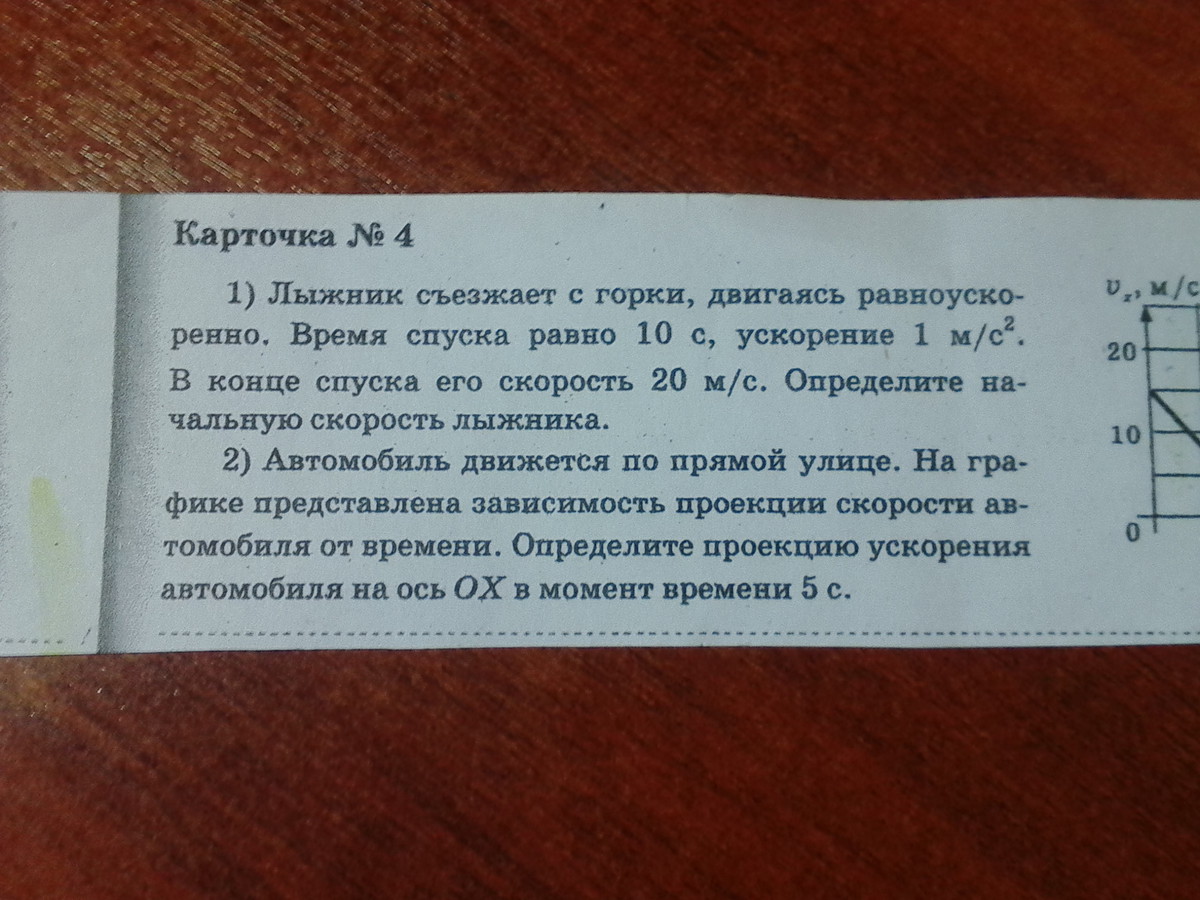 Карточка № 4
1) Лыжник съезжает с горки, двигаясь равноуско-
ренно. Время спуска равно 10 с, ускорение 1 м/с².
В конце спуска его скорость 20 м/с. Определите на-
чальную скорость лыжника.
2) Автомобиль движется по прямой улице. На гра-
фике представлена зависимость проекции скорости ав-
томобиля от времени. Определите проекцию ускорения
автомобиля на ось OX в момент времени 5 с.
υₓ, м/с
20
10
0